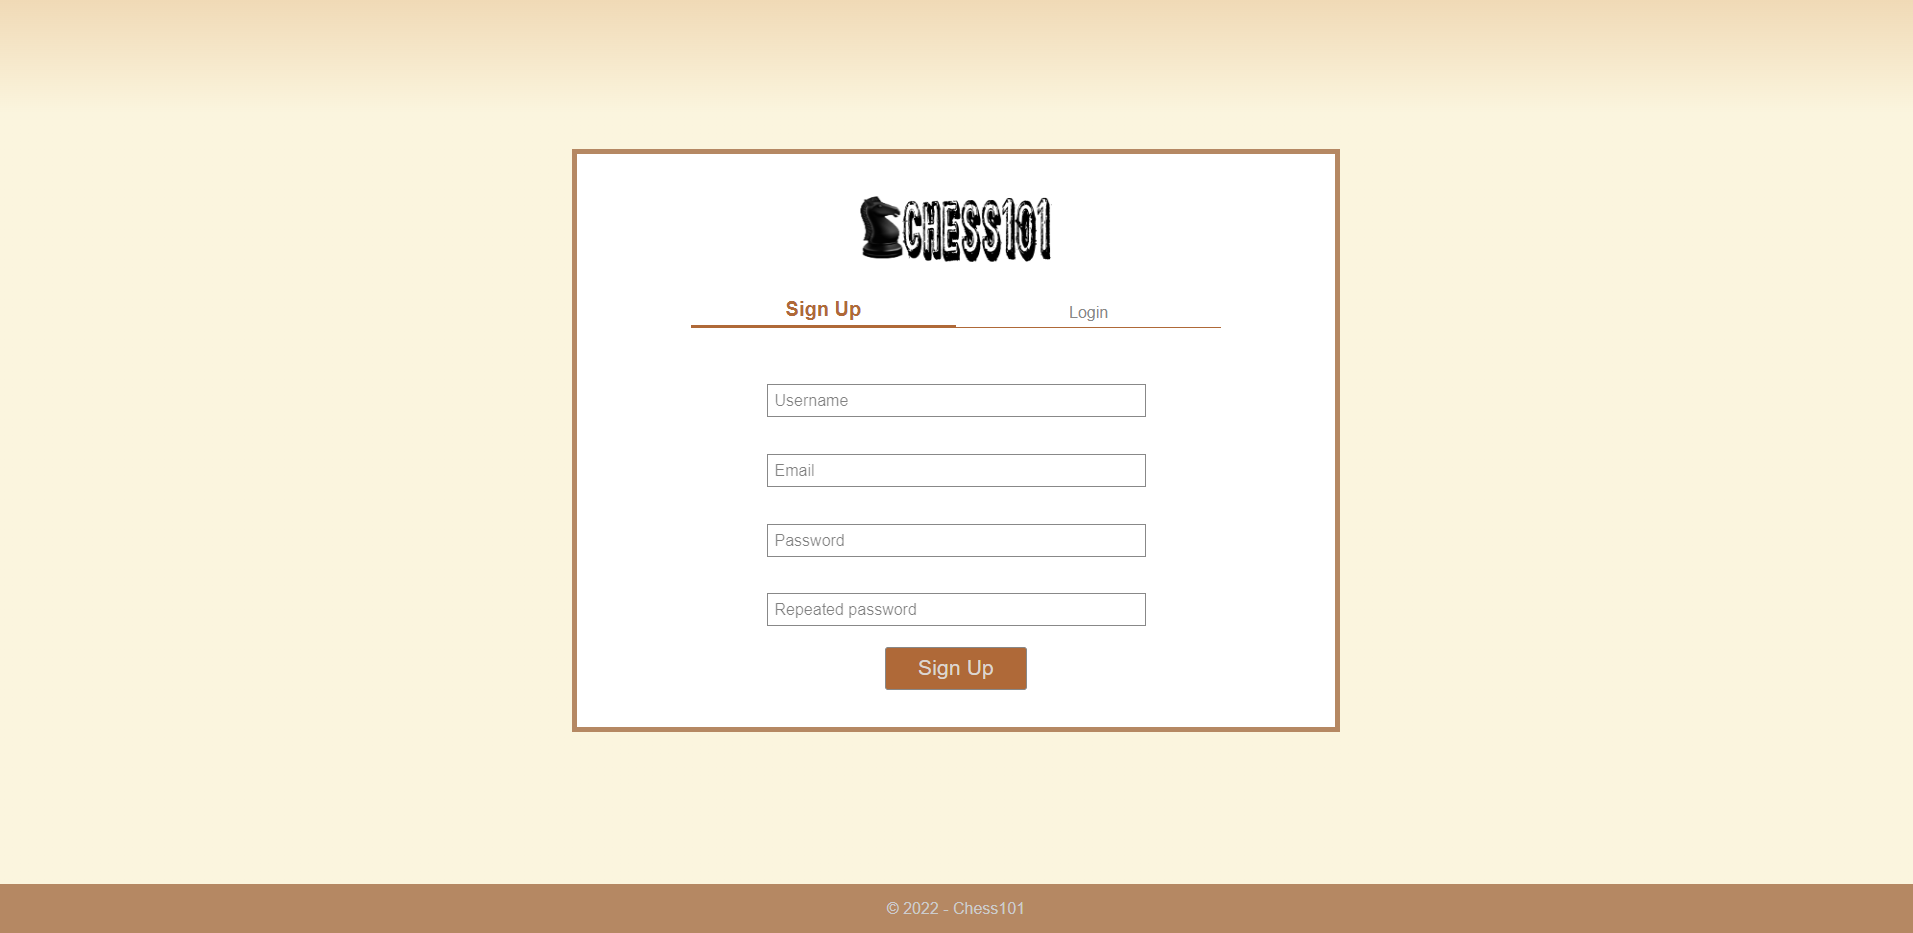 CHESS101
Sign Up
Login
Username
Email
Password
Repeated password
Sign Up
© 2022 - Chess101